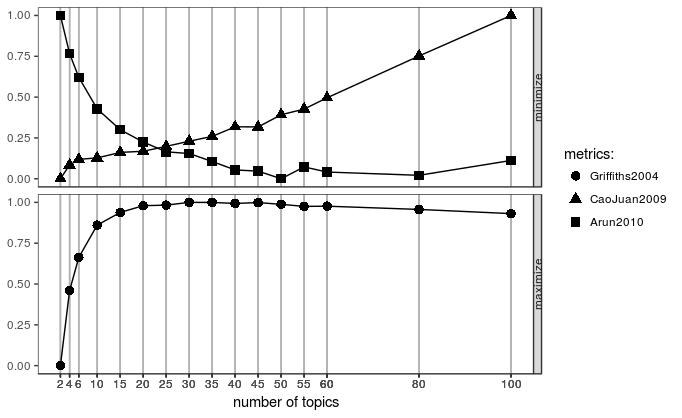 1.00
0.75
0.50
0.25
0.00
minimize
1.00
0.75
0.50
0.25
0.00
maximize
2 4 6 10 15 20 25 30 35 40 45 50 55 60 80 100
number of topics
metrics:
Griffiths2004
CaoJuan2009
Arun2010